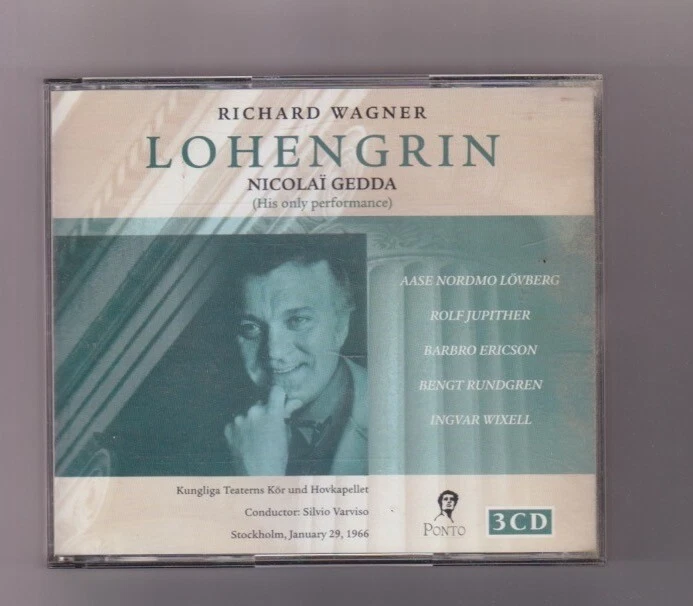 RICHARD WAGNER
LOHENGRIN
NICOLAÏ GEDDA
(His only performance)
AASE NORDMO LÖVBERG
ROLF JUPITHER
BARBRO ERICSON
BENGT RUNDGREN
INGVAR WIXELL
Kungliga Teaterns Kör und Hovkapellet
Conductor: Silvio Varviso
Stockholm, January 29, 1966
PONTO
3CD